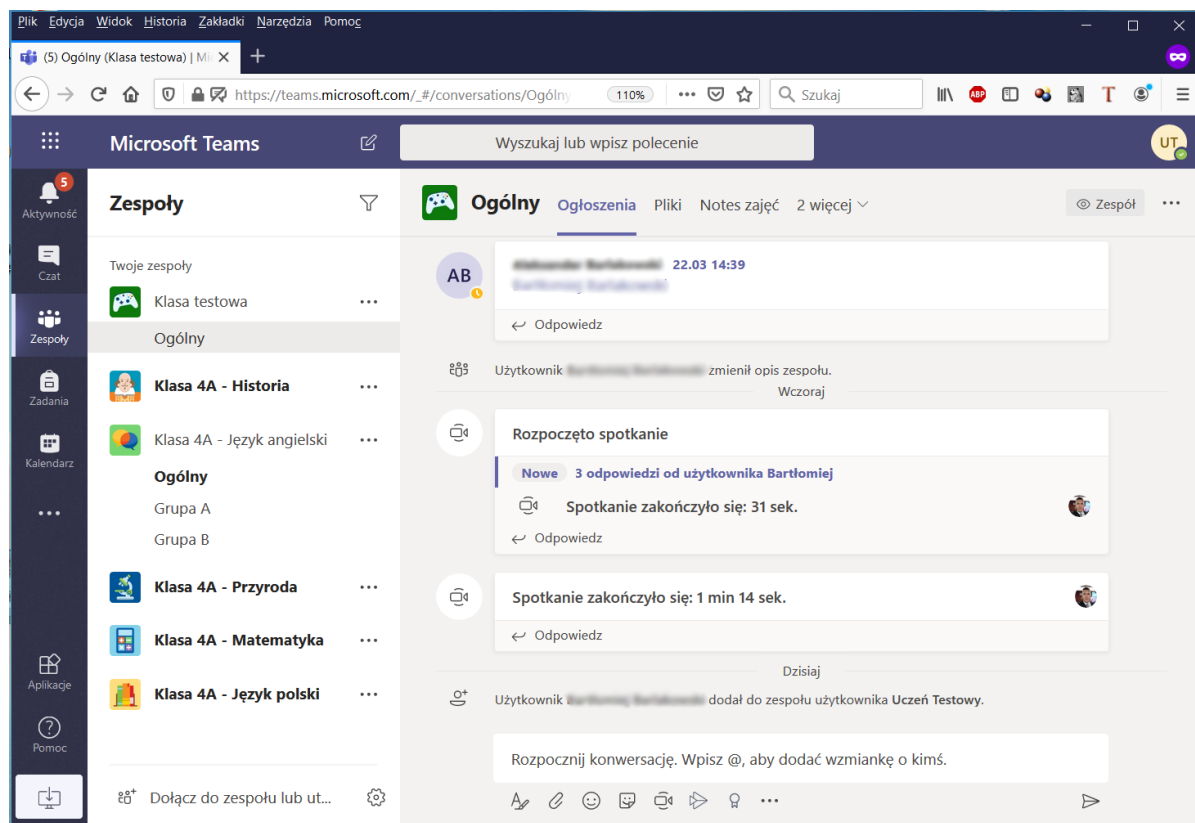 Plik Edycja Widok Historia Zakładki Narzędzia Pomoc
(5) Ogólny (Klasa testowa) | Mi
https://teams.microsoft.com/_#/conversations/Ogólny 110% Szukaj
ABP
T
Microsoft Teams
Wyszukaj lub wpisz polecenie
UT
5
Aktywność
Czat
Zespoły
Zadania
Kalendarz
Aplikacje
Pomoc
Zespoły
Twoje zespoły
Klasa testowa
Ogólny
Klasa 4A - Historia
Klasa 4A - Język angielski
Ogólny
Grupa A
Grupa B
Klasa 4A - Przyroda
Klasa 4A - Matematyka
Klasa 4A - Język polski
Dołącz do zespołu lub ut...
Ogólny Ogłoszenia Pliki Notes zajęć 2 więcej
Zespół
AB
22.03 14:39
Odpowiedz
Użytkownik zmienił opis zespołu.
Wczoraj
Rozpoczęto spotkanie
Nowe 3 odpowiedzi od użytkownika Bartłomiej
Spotkanie zakończyło się: 31 sek.
Odpowiedz
Spotkanie zakończyło się: 1 min 14 sek.
Odpowiedz
Dzisiaj
Użytkownik dodał do zespołu użytkownika Uczeń Testowy.
Rozpocznij konwersację. Wpisz @, aby dodać wzmiankę o kimś.